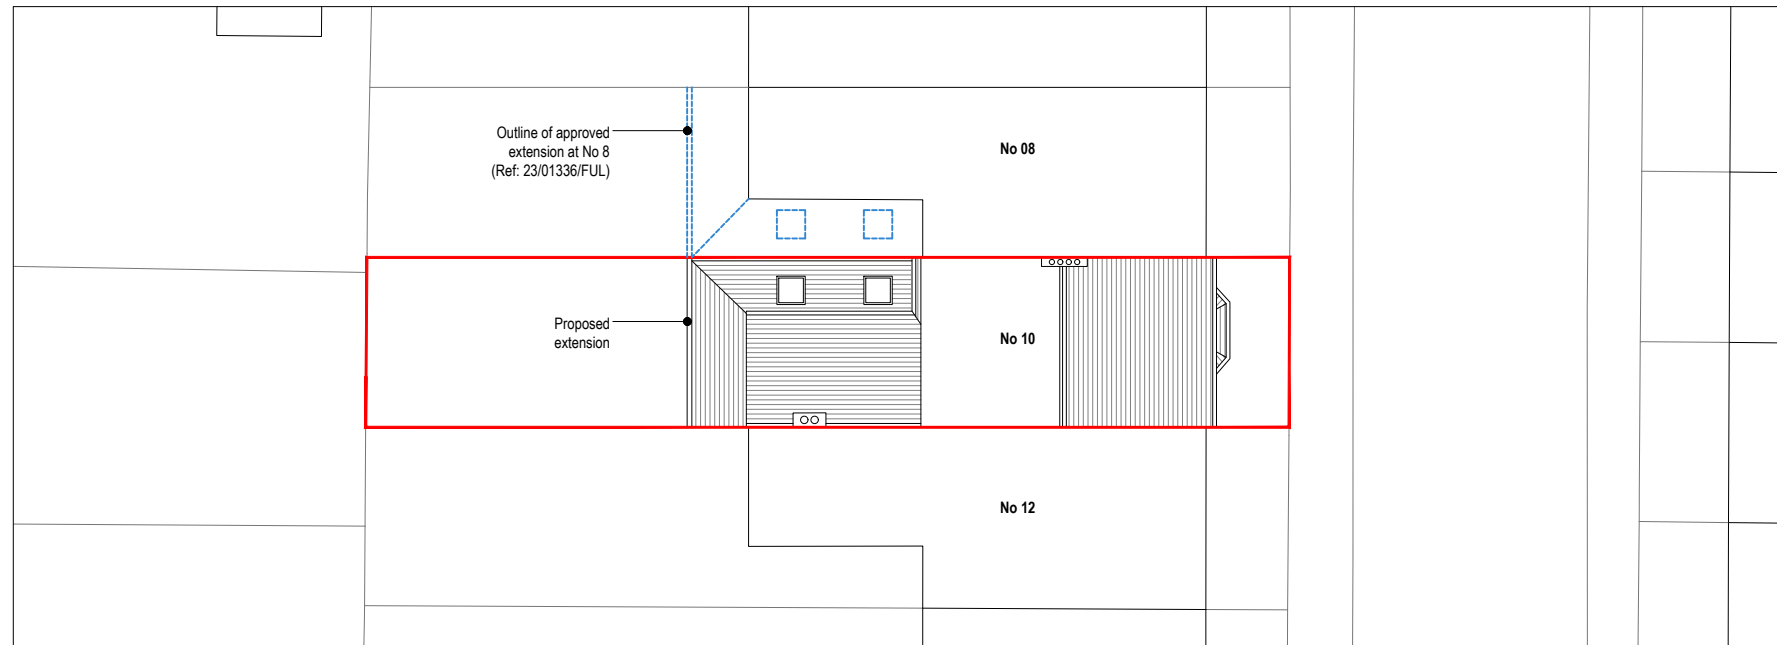 Outline of approved
extension at No 8
(Ref: 23/01336/FUL)
No 08
Proposed
extension
No 10
No 12